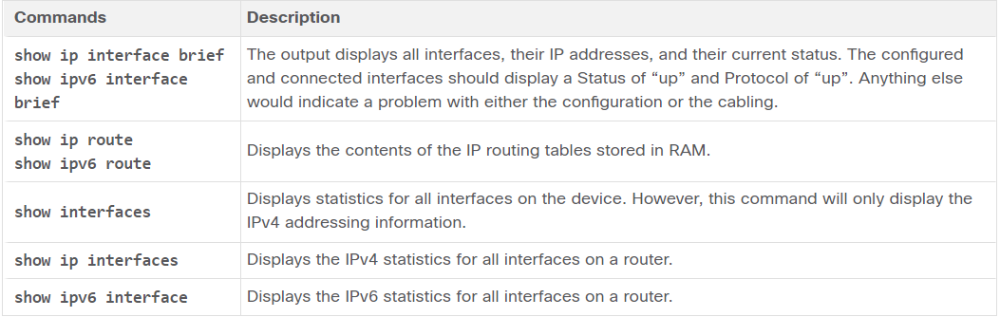 Commands Description
show ip interface brief
show ipv6 interface
brief
The output displays all interfaces, their IP addresses, and their current status. The configured
and connected interfaces should display a Status of “up” and Protocol of “up”. Anything else
would indicate a problem with either the configuration or the cabling.
show ip route
show ipv6 route
Displays the contents of the IP routing tables stored in RAM.
show interfaces
Displays statistics for all interfaces on the device. However, this command will only display the
IPv4 addressing information.
show ip interfaces
Displays the IPv4 statistics for all interfaces on a router.
show ipv6 interface
Displays the IPv6 statistics for all interfaces on a router.